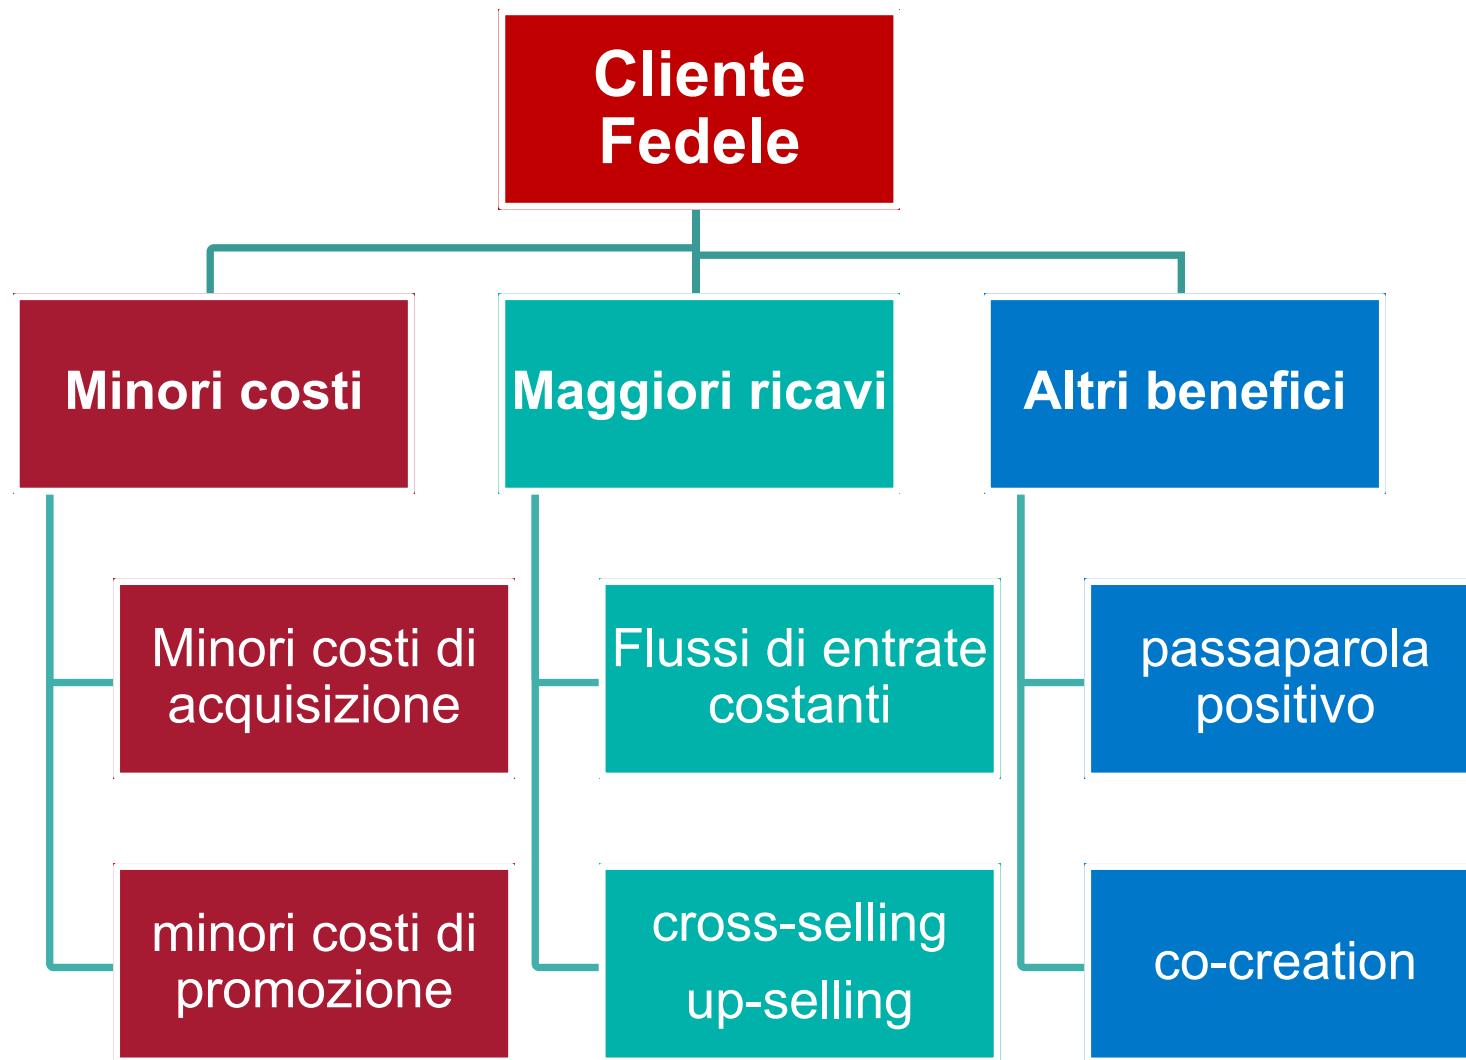 Cliente
Fedele
Minori costi
Maggiori ricavi
Altri benefici
Minori costi di
acquisizione
Flussi di entrate
costanti
passaparola
positivo
minori costi di
promozione
cross-selling
up-selling
co-creation